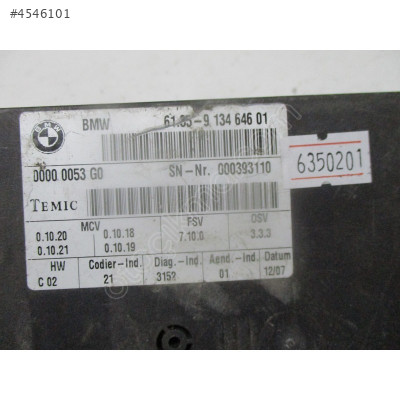 #4546101
BMW
BMW 61.35-9 134 646 01
0000 0053 G0 SN-Nr. 000393110
6350201
TEMIC
MCV FSV OSV
0.10.20 0.10.18 7.10.0 3.3.3
0.10.21 0.10.19
HW Codier-Ind. Diag.-Ind. Aend.-Ind. Datum
C 02 21 315? 01 12/07